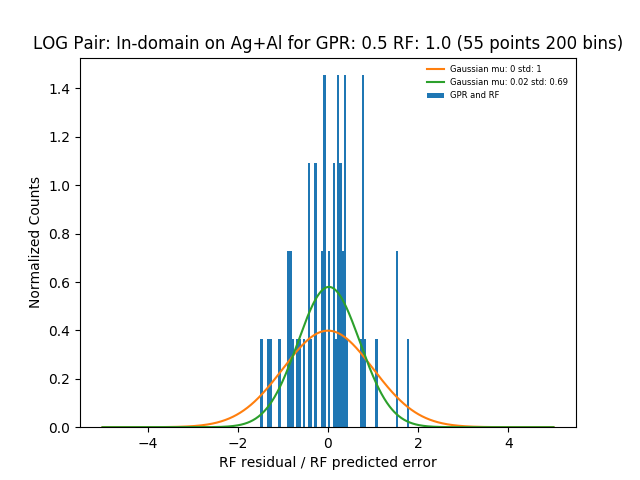 LOG Pair: In-domain on Ag+Al for GPR: 0.5 RF: 1.0 (55 points 200 bins)
Gaussian mu: 0 std: 1
Gaussian mu: 0.02 std: 0.69
GPR and RF
Normalized Counts
1.4
1.2
1.0
0.8
0.6
0.4
0.2
0.0
−4 −2 0 2 4
RF residual / RF predicted error